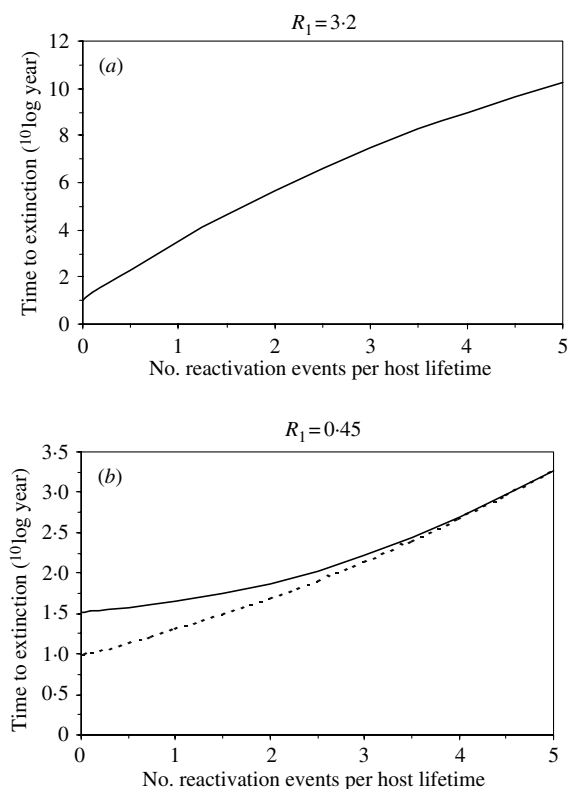 R₁ = 3·2
(a)
Time to extinction (¹⁰log year)
12
10
8
6
4
2
0
0 1 2 3 4 5
No. reactivation events per host lifetime
R₁ = 0·45
(b)
Time to extinction (¹⁰log year)
3·5
3·0
2·5
2·0
1·5
1·0
0·5
0
0 1 2 3 4 5
No. reactivation events per host lifetime